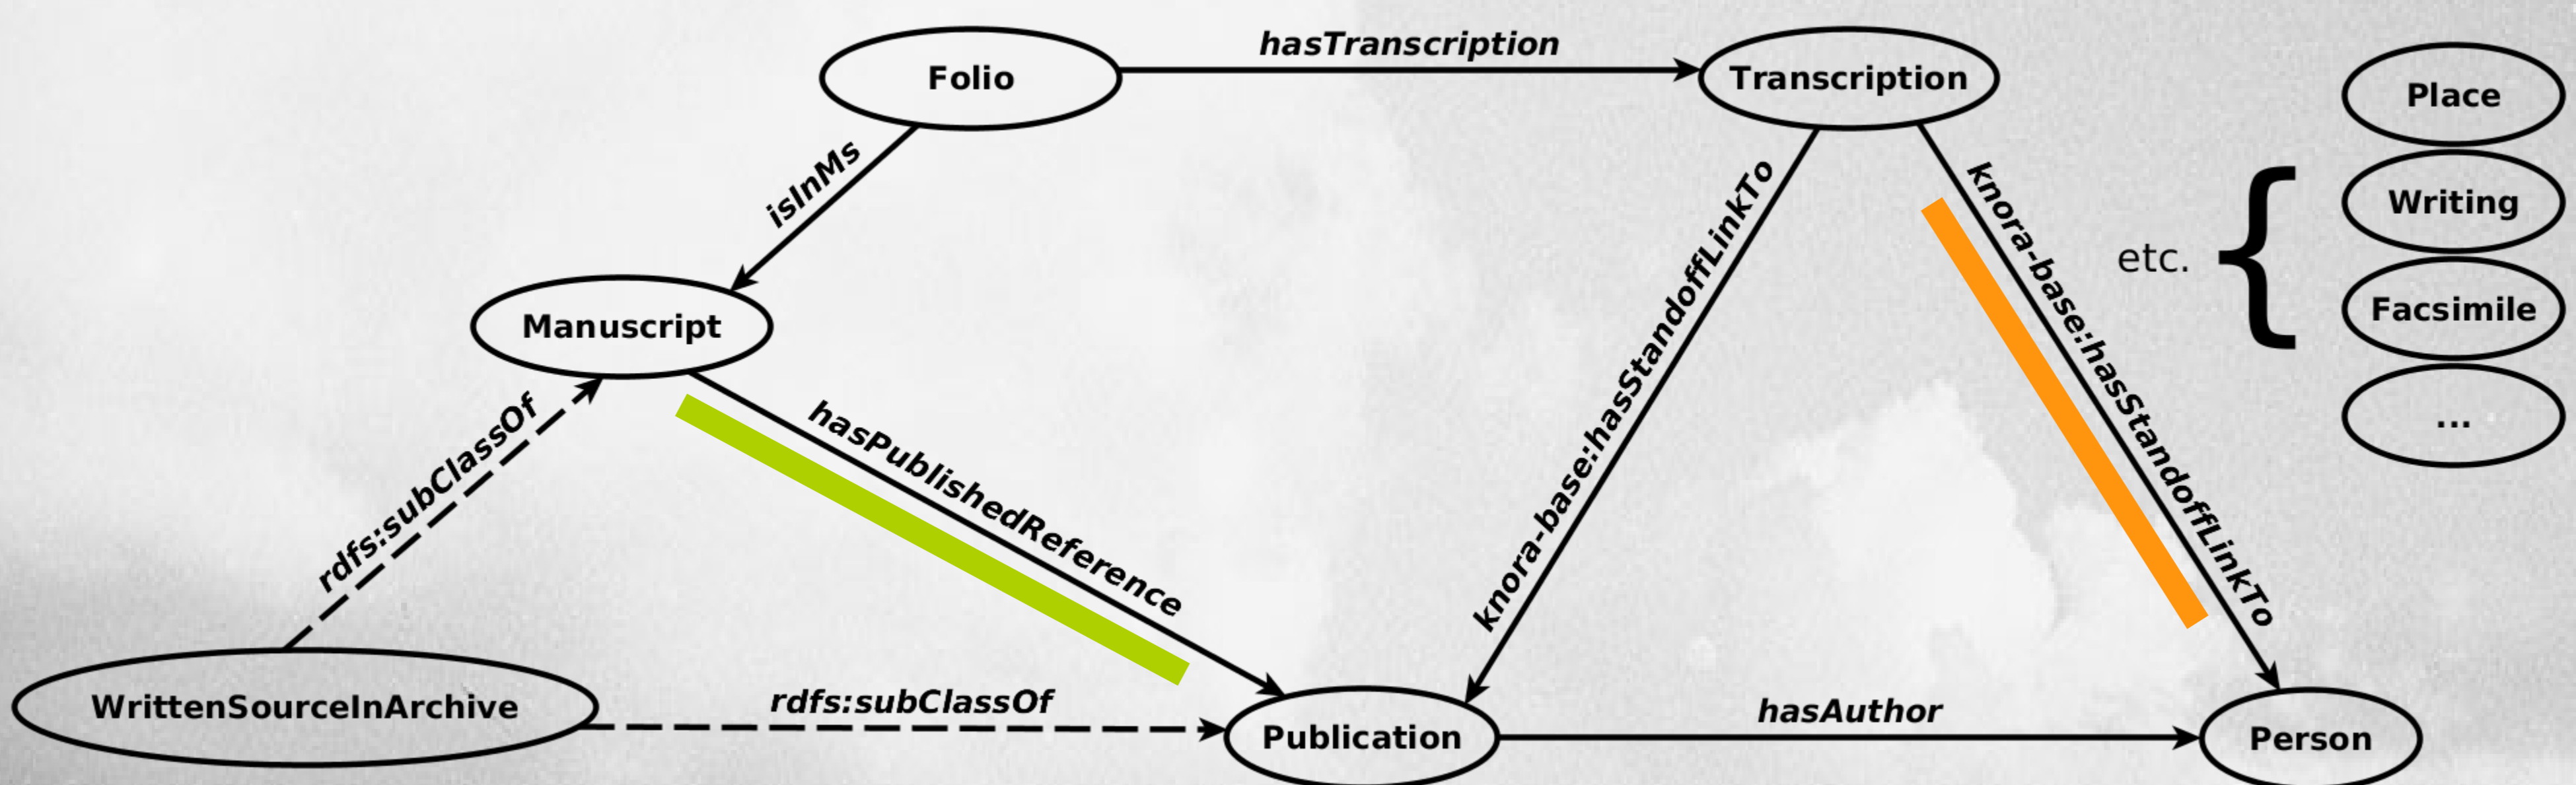 hasTranscription
Folio
Transcription
Place
isInMs
knora-base:hasStandoffLinkTo
knora-base:hasStandoffLinkTo
Writing
etc. {
Facsimile
Manuscript
...
rdfs:subClassOf
hasPublishedReference
WrittenSourceInArchive
rdfs:subClassOf
Publication
hasAuthor
Person